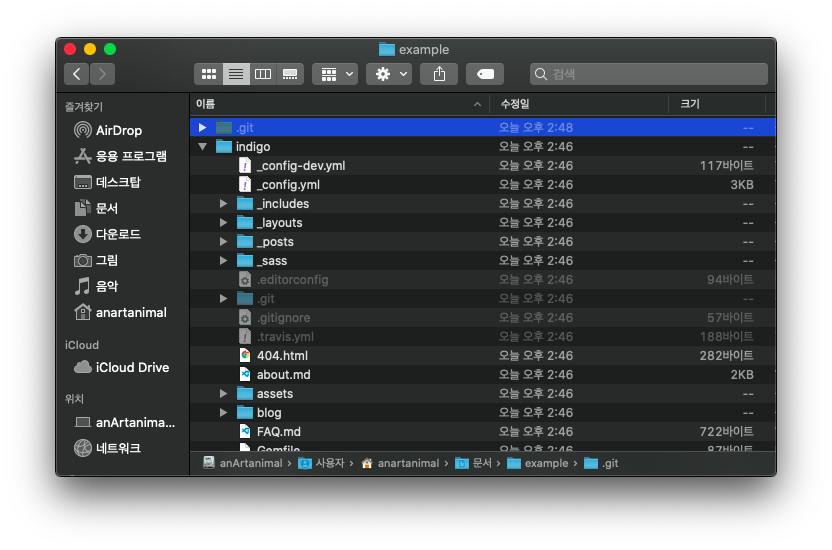 example
검색
즐겨찾기
AirDrop
응용 프로그램
데스크탑
문서
다운로드
그림
음악
anartanimal
iCloud
iCloud Drive
위치
anArtanima...
네트워크
이름 수정일 크기
.git 오늘 오후 2:48 --
indigo 오늘 오후 2:46 --
_config-dev.yml 오늘 오후 2:46 117바이트
_config.yml 오늘 오후 2:46 3KB
_includes 오늘 오후 2:46 --
_layouts 오늘 오후 2:46 --
_posts 오늘 오후 2:46 --
_sass 오늘 오후 2:46 --
.editorconfig 오늘 오후 2:46 94바이트
.git 오늘 오후 2:46 --
.gitignore 오늘 오후 2:46 57바이트
.travis.yml 오늘 오후 2:46 188바이트
404.html 오늘 오후 2:46 282바이트
about.md 오늘 오후 2:46 2KB
assets 오늘 오후 2:46 --
blog 오늘 오후 2:46 --
FAQ.md 오늘 오후 2:46 722바이트
Gemfile 오늘 오후 2:46 87바이트
anArtanimal › 사용자 › anartanimal › 문서 › example › .git